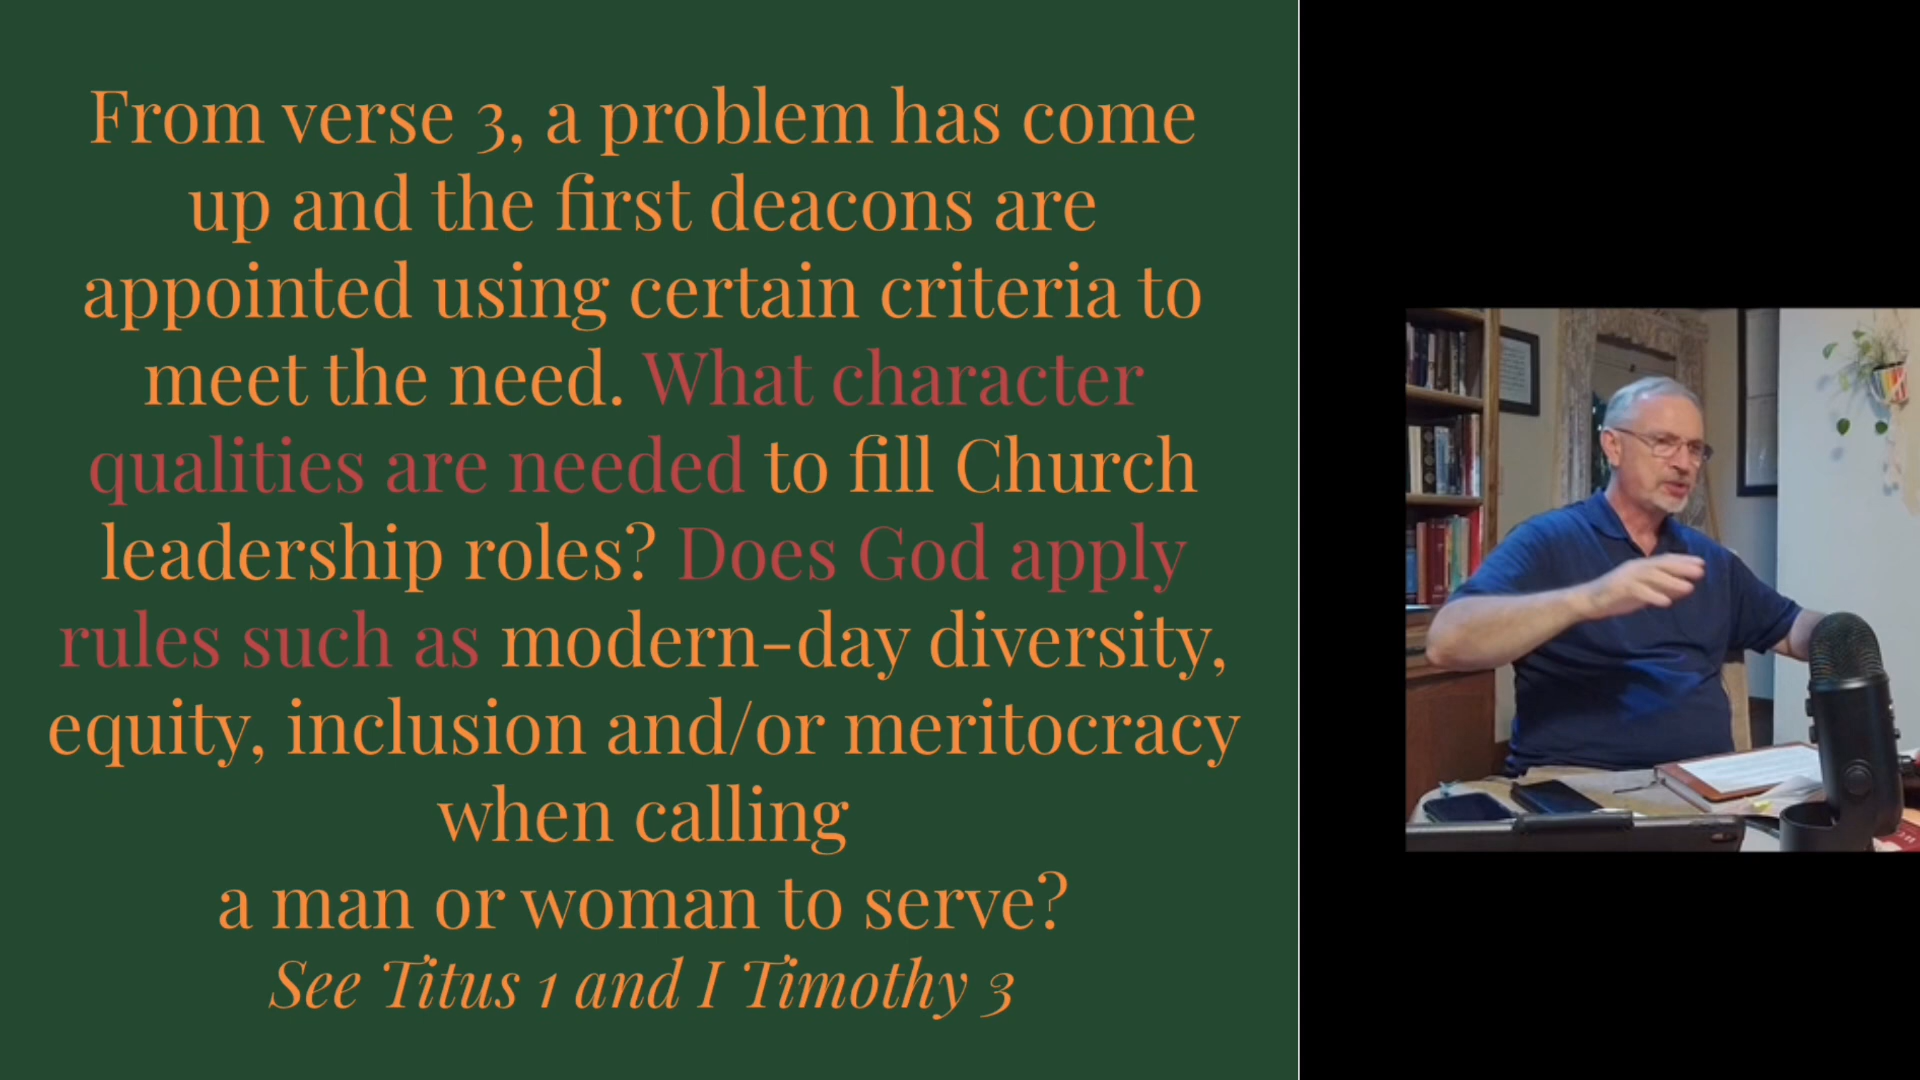 From verse 3, a problem has come
up and the first deacons are
appointed using certain criteria to
meet the need. What character
qualities are needed to fill Church
leadership roles? Does God apply
rules such as modern-day diversity,
equity, inclusion and/or meritocracy
when calling
a man or woman to serve?
See Titus 1 and I Timothy 3